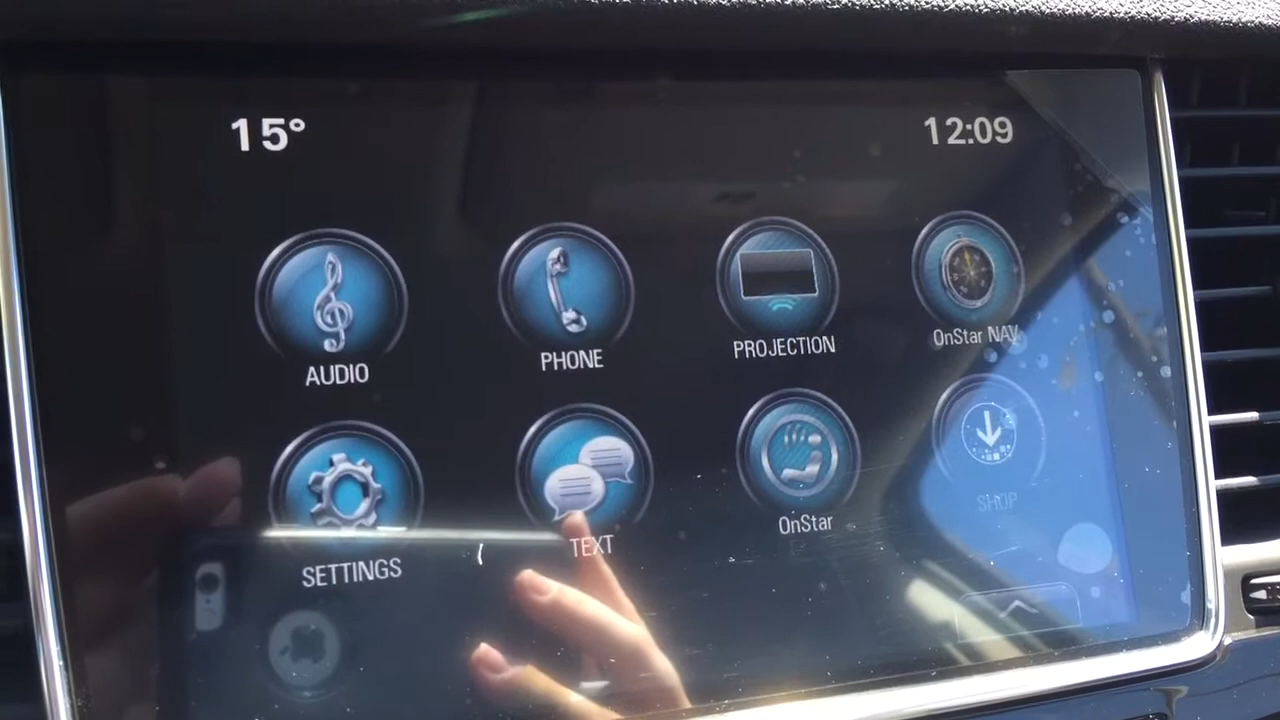 15° 12:09
AUDIO PHONE PROJECTION OnStar NAV
SETTINGS TEXT OnStar SHOP